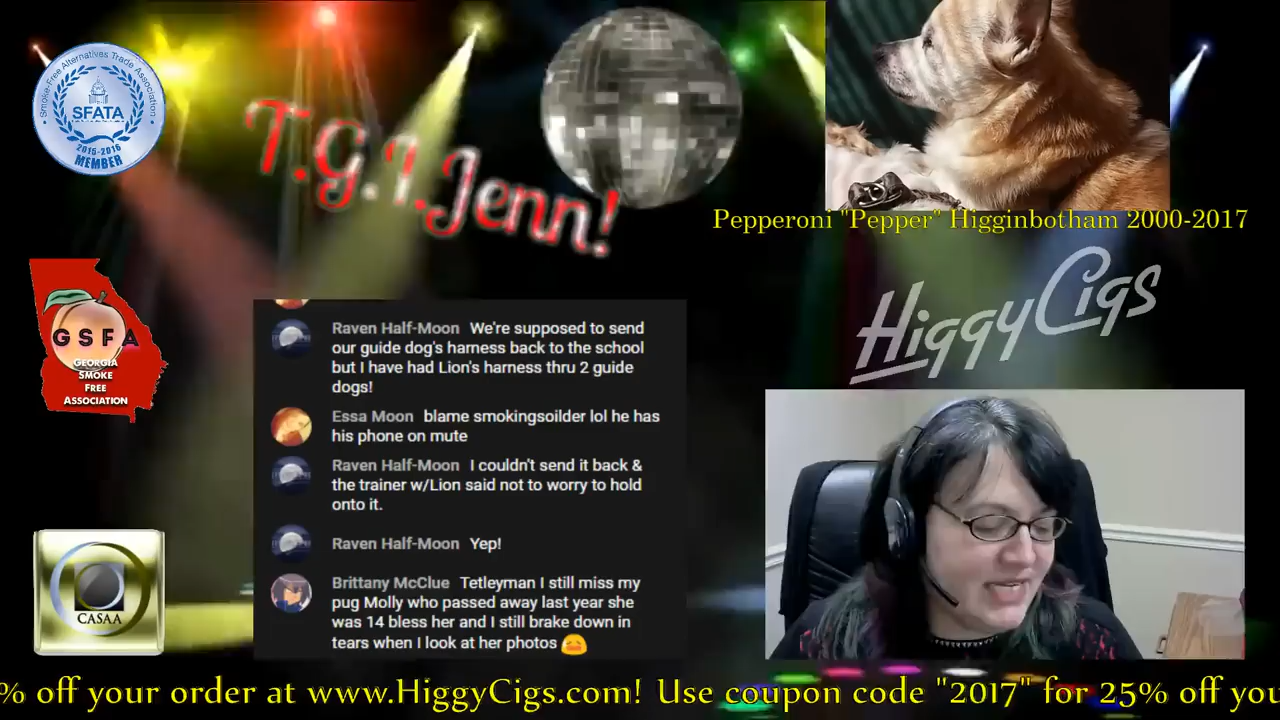 Smoke-Free Alternatives Trade Association
SFATA
2015-2016
MEMBER
T.G.I.Jenn!
Pepperoni "Pepper" Higginbotham 2000-2017
HiggyCigs
GSFA
GEORGIA
SMOKE
FREE
ASSOCIATION
CASAA
Raven Half-Moon We're supposed to send
our guide dog's harness back to the school
but I have had Lion's harness thru 2 guide
dogs!
Essa Moon blame smokingsoilder lol he has
his phone on mute
Raven Half-Moon I couldn't send it back &
the trainer w/Lion said not to worry to hold
onto it.
Raven Half-Moon Yep!
Brittany McClue Tetleyman I still miss my
pug Molly who passed away last year she
was 14 bless her and I still brake down in
tears when I look at her photos
% off your order at www.HiggyCigs.com! Use coupon code "2017" for 25% off you